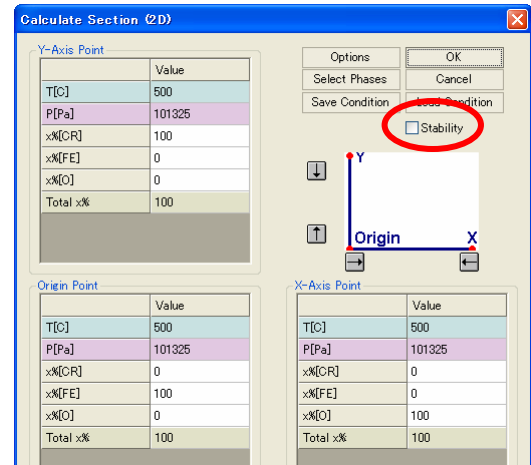 Calculate Section (2D)
Y-Axis Point
Value
T[C] 500
P[Pa] 101325
x%[CR] 100
x%[FE] 0
x%[O] 0
Total x% 100
Options OK
Select Phases Cancel
Save Condition Load Condition
Stability
Y
Origin X
Origin Point
Value
T[C] 500
P[Pa] 101325
x%[CR] 0
x%[FE] 100
x%[O] 0
Total x% 100
X-Axis Point
Value
T[C] 500
P[Pa] 101325
x%[CR] 0
x%[FE] 0
x%[O] 100
Total x% 100